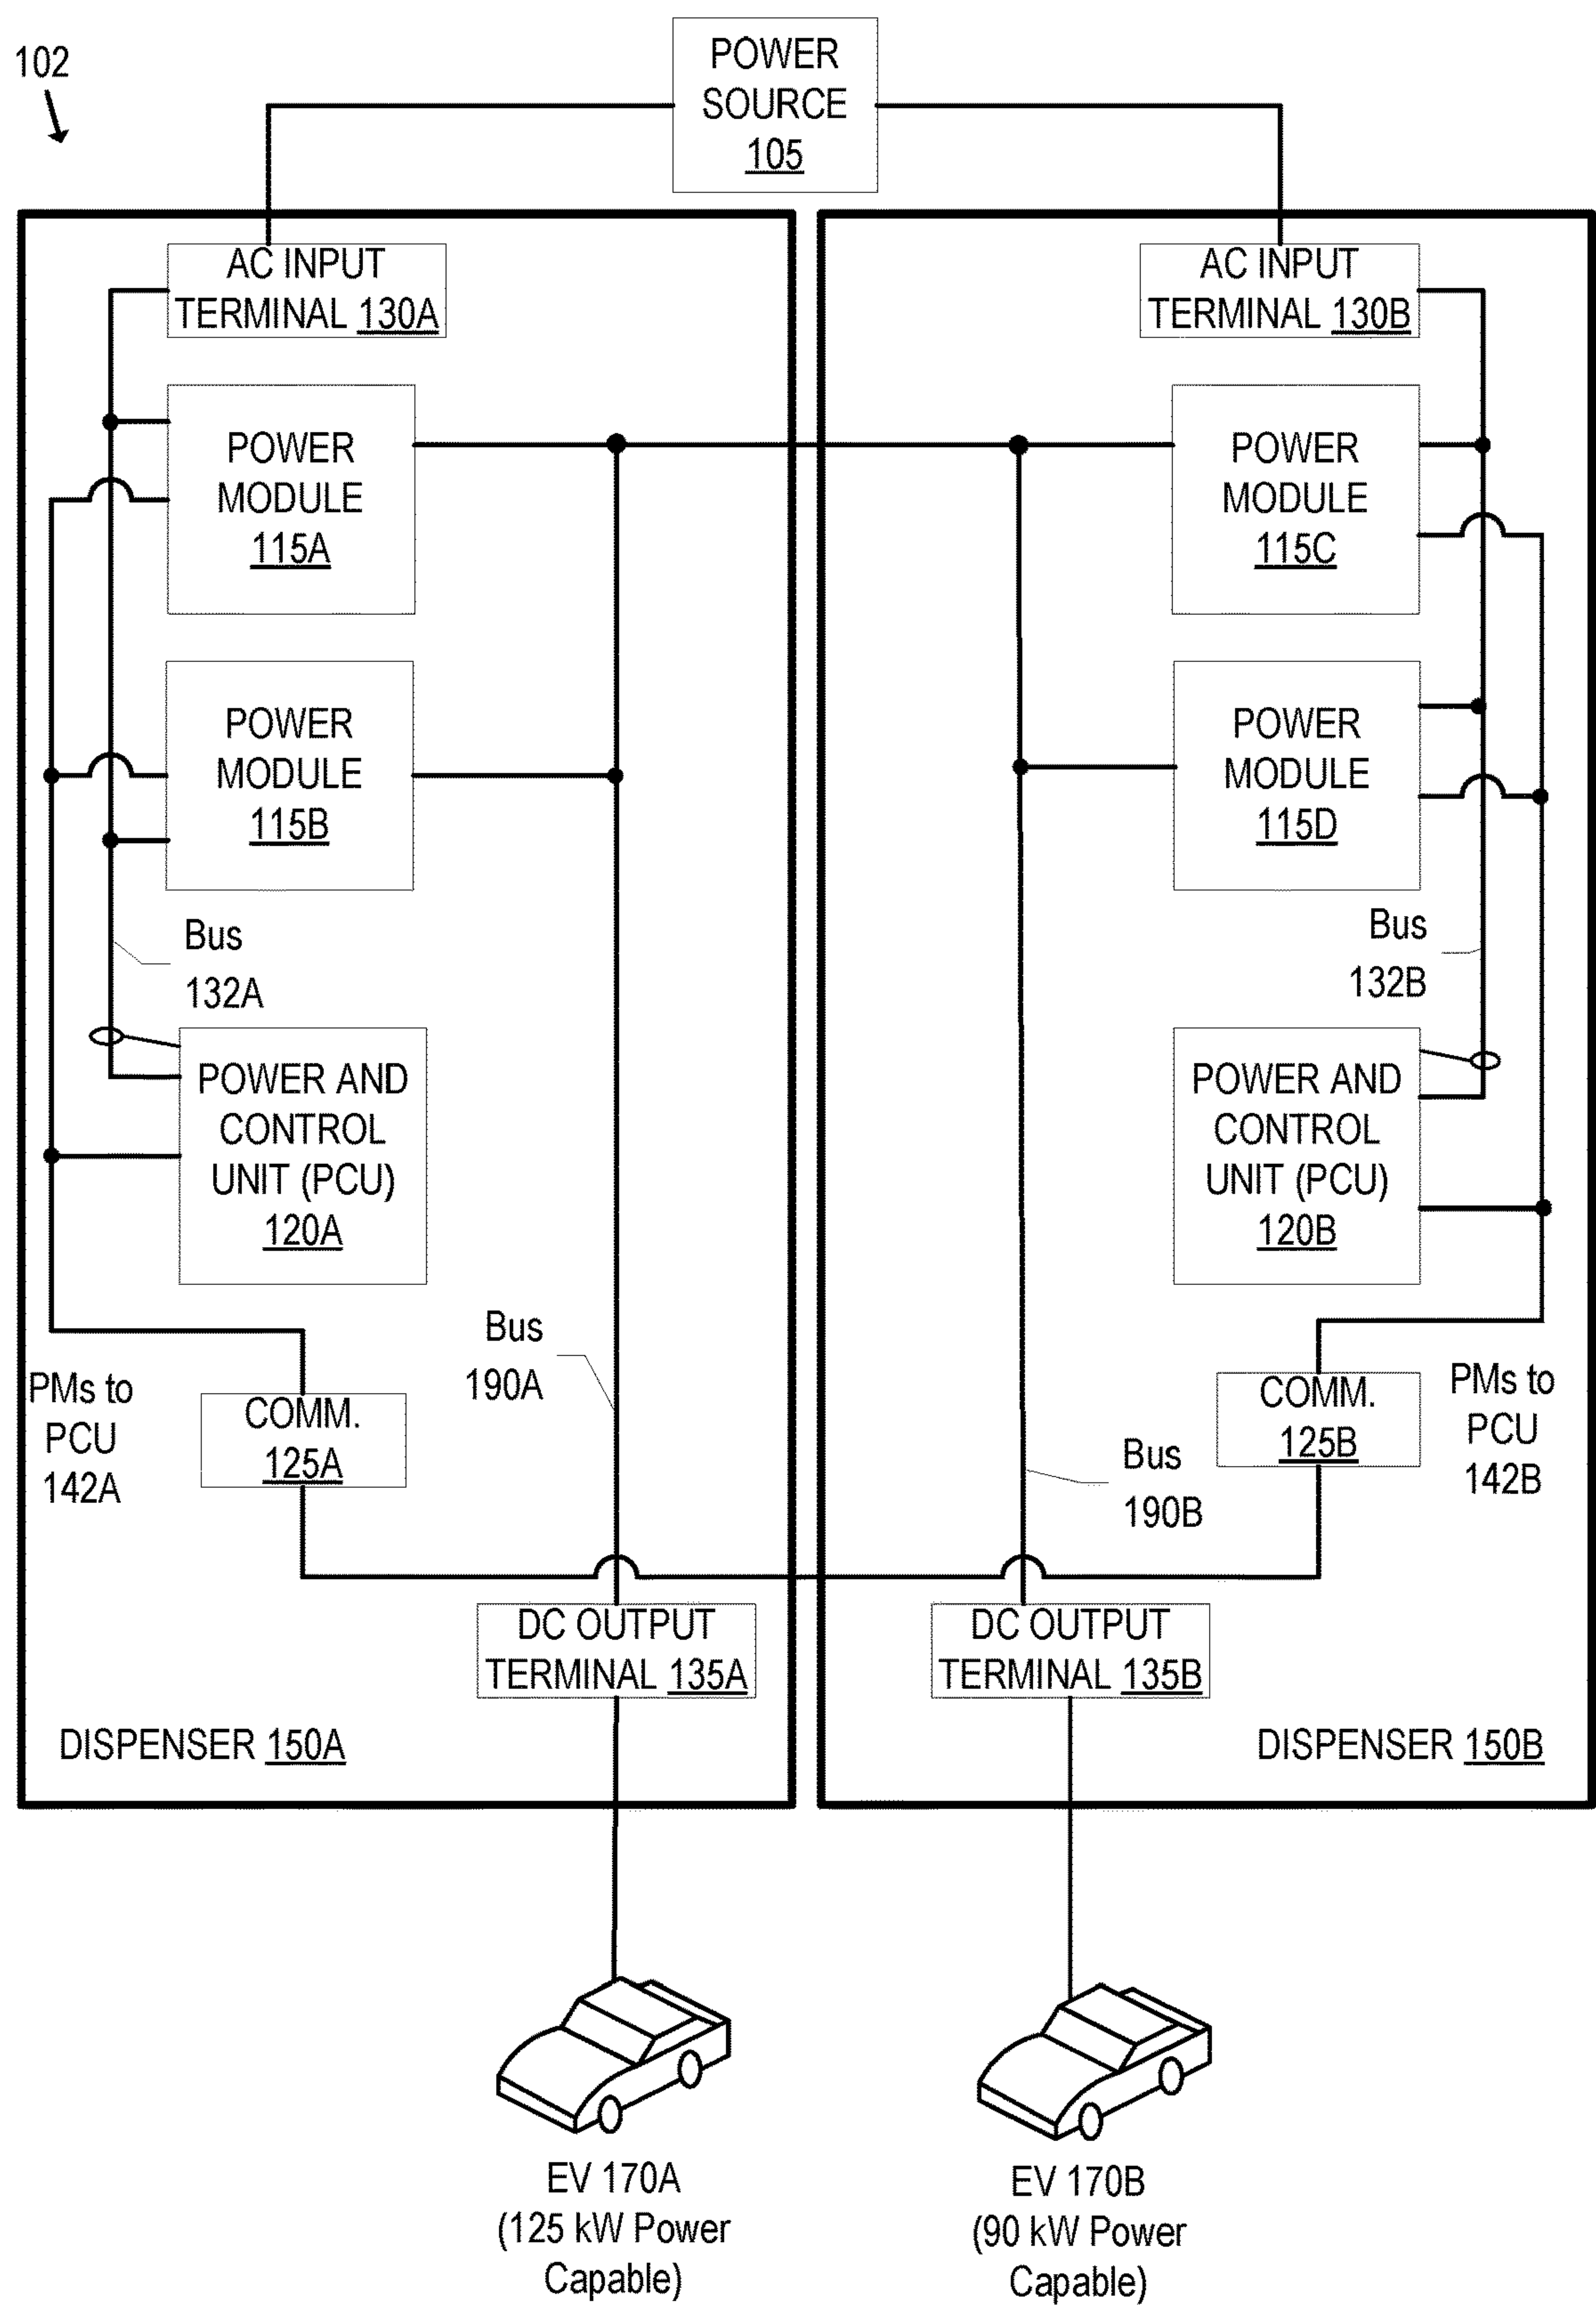 102
POWER
SOURCE
105
AC INPUT
TERMINAL 130A
AC INPUT
TERMINAL 130B
POWER
MODULE
115A
POWER
MODULE
115C
POWER
MODULE
115B
POWER
MODULE
115D
Bus
132A
Bus
132B
POWER AND
CONTROL
UNIT (PCU)
120A
POWER AND
CONTROL
UNIT (PCU)
120B
Bus
190A
PMs to
PCU
142A
COMM.
125A
COMM.
125B
PMs to
PCU
142B
Bus
190B
DC OUTPUT
TERMINAL 135A
DC OUTPUT
TERMINAL 135B
DISPENSER 150A
DISPENSER 150B
EV 170A
(125 kW Power
Capable)
EV 170B
(90 kW Power
Capable)